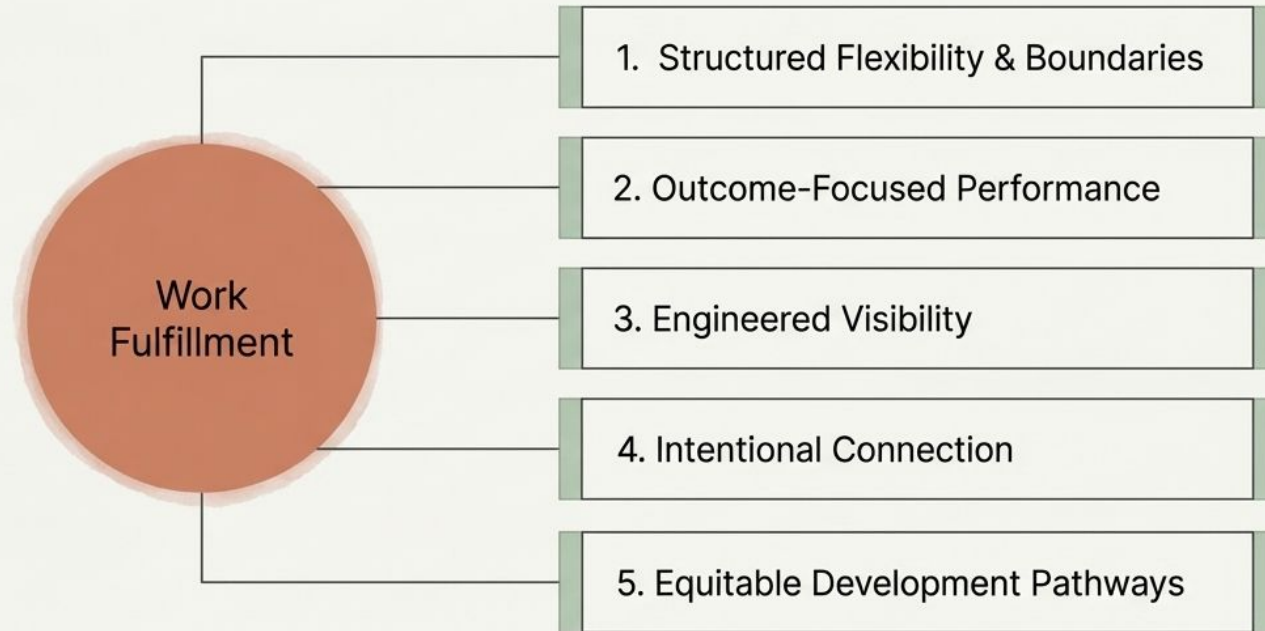 Work
Fulfillment
1. Structured Flexibility & Boundaries
2. Outcome-Focused Performance
3. Engineered Visibility
4. Intentional Connection
5. Equitable Development Pathways